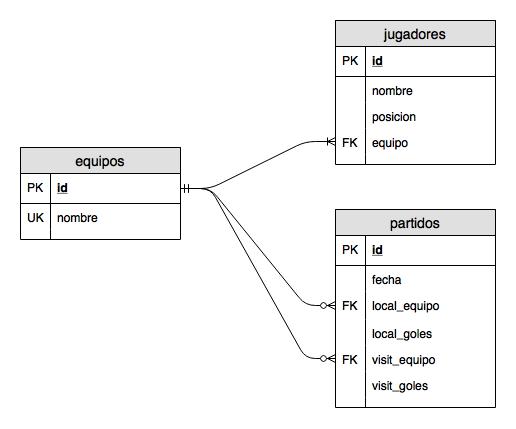 jugadores
PK id
nombre
posicion
FK equipo
equipos
PK id
UK nombre
partidos
PK id
fecha
FK local_equipo
local_goles
FK visit_equipo
visit_goles